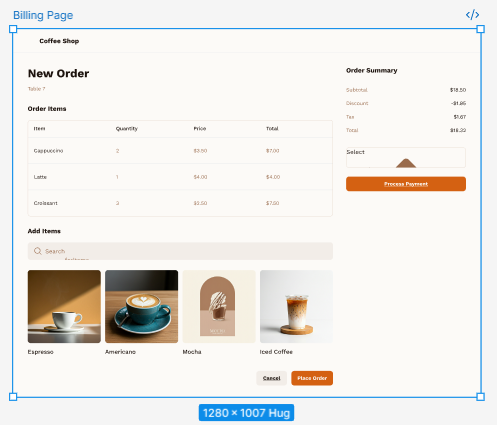 Billing Page
Coffee Shop
New Order
Table 7
Order Items
Item Quantity Price Total
Cappuccino 2 $3.50 $7.00
Latte 1 $4.00 $4.00
Croissant 3 $2.50 $7.50
Add Items
Search
Espresso Americano Mocha Iced Coffee
Cancel Place Order
Order Summary
Subtotal $18.50
Discount -$1.85
Tax $1.67
Total $18.32
Select
Process Payment
1280 × 1007 Hug